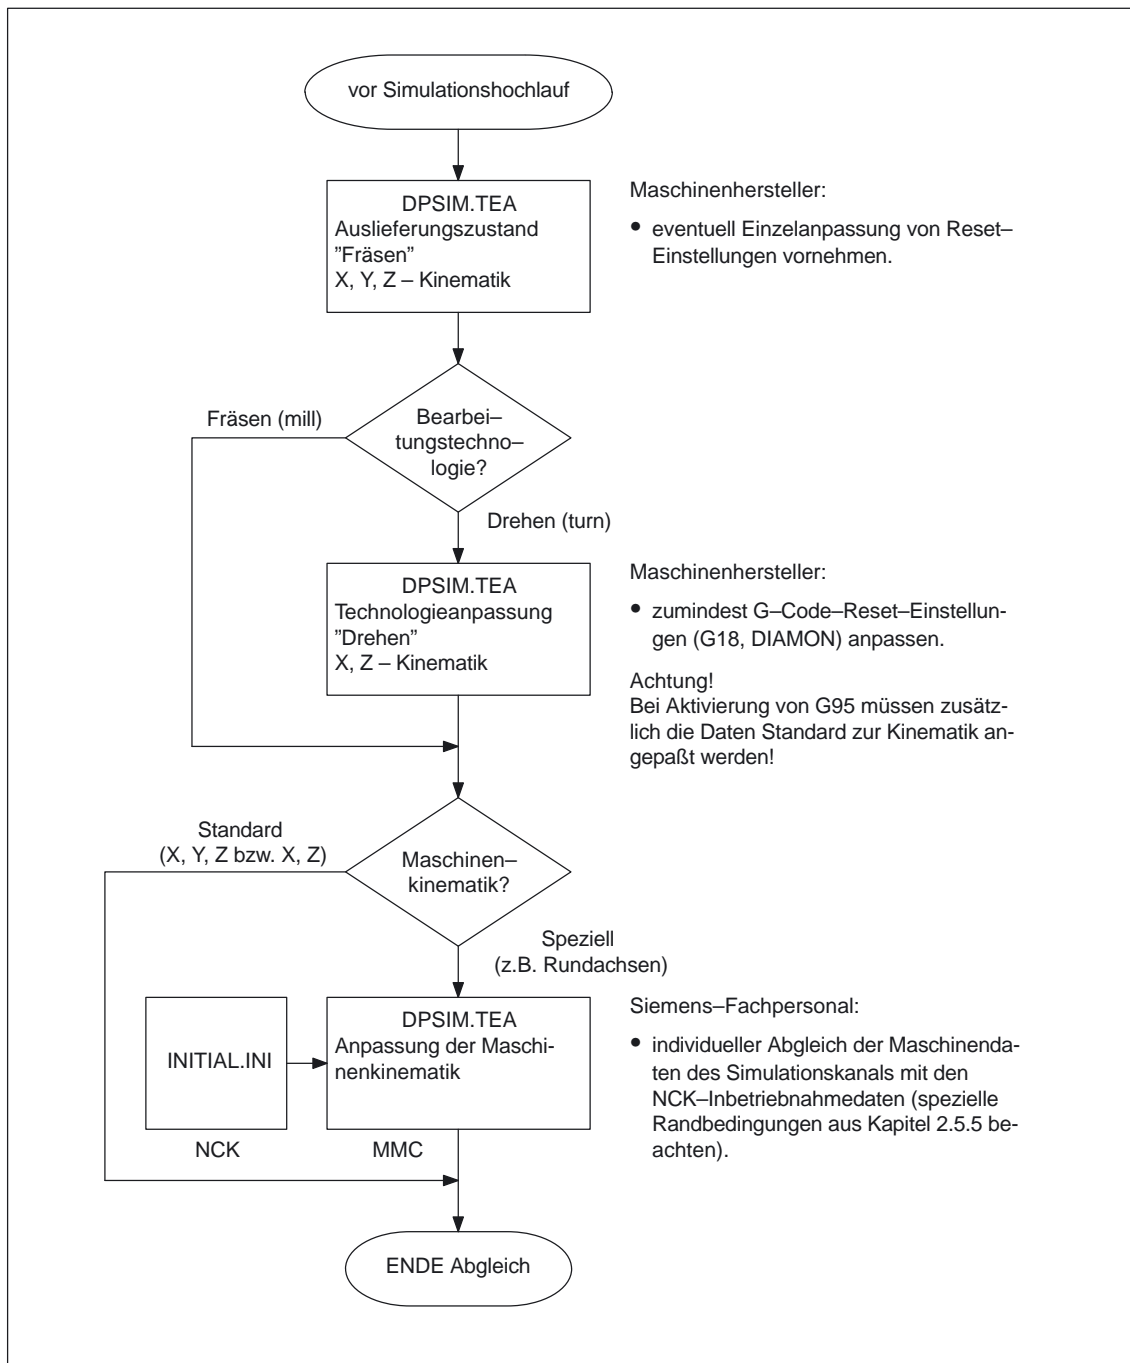 vor Simulationshochlauf
DPSIM.TEA
Auslieferungszustand
”Fräsen”
X, Y, Z – Kinematik
Maschinenhersteller:
• eventuell Einzelanpassung von Reset–
Einstellungen vornehmen.
Fräsen (mill)
Bearbei–
tungstechno–
logie?
Drehen (turn)
DPSIM.TEA
Technologieanpassung
”Drehen”
X, Z – Kinematik
Maschinenhersteller:
• zumindest G–Code–Reset–Einstellun-
gen (G18, DIAMON) anpassen.
Achtung!
Bei Aktivierung von G95 müssen zusätz-
lich die Daten Standard zur Kinematik an-
gepaßt werden!
Standard
(X, Y, Z bzw. X, Z)
Maschinen–
kinematik?
Speziell
(z.B. Rundachsen)
INITIAL.INI
NCK
DPSIM.TEA
Anpassung der Maschi-
nenkinematik
MMC
Siemens–Fachpersonal:
• individueller Abgleich der Maschinenda-
ten des Simulationskanals mit den
NCK–Inbetriebnahmedaten (spezielle
Randbedingungen aus Kapitel 2.5.5 be-
achten).
ENDE Abgleich